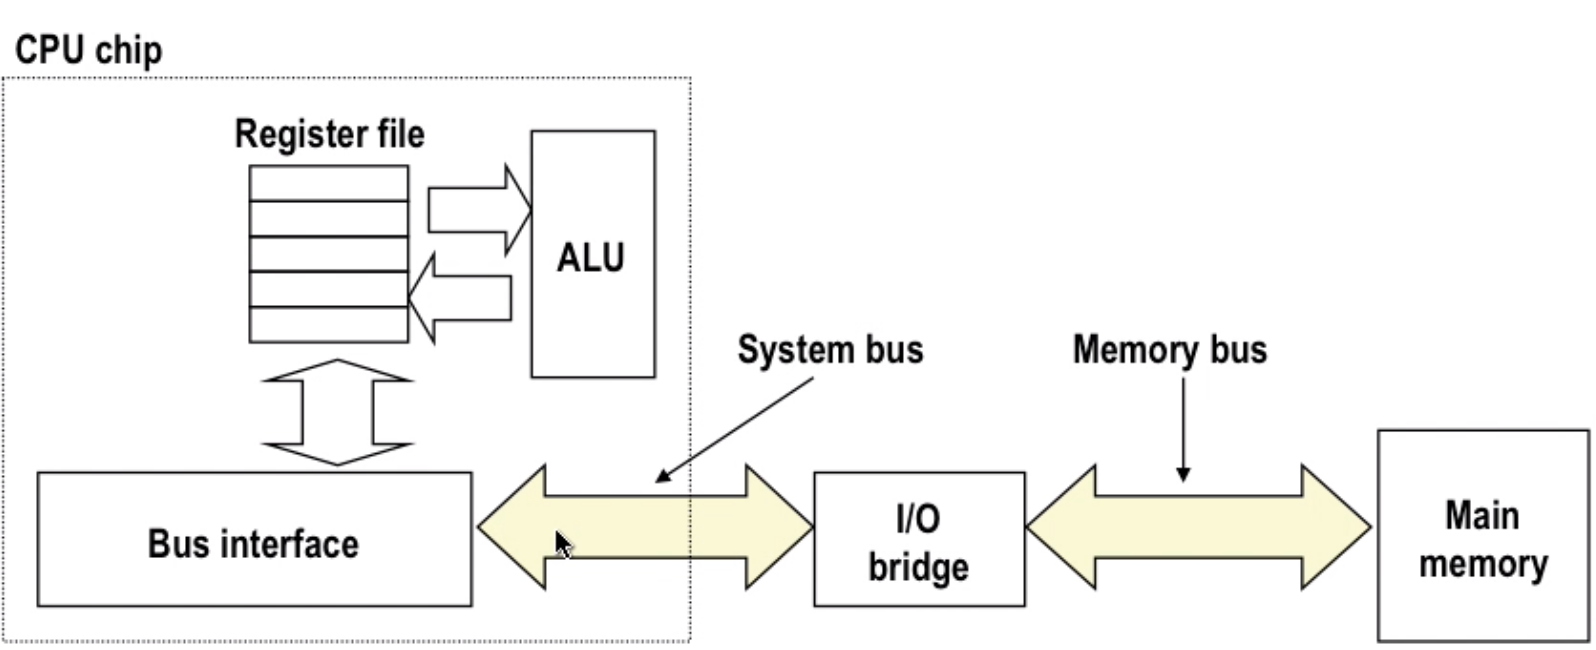 CPU chip
Register file
ALU
System bus
Memory bus
Bus interface
I/O
bridge
Main
memory